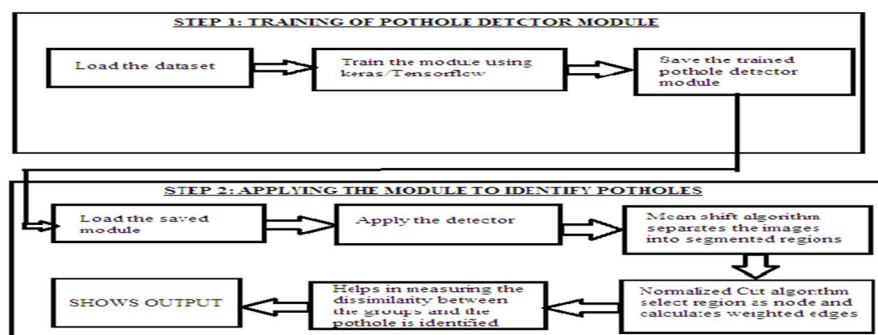 STEP 1: TRAINING OF POTHOLE DETCTOR MODULE
Load the dataset
Train the module using
keras/Tensorflow
Save the trained
pothole detector
module
STEP 2: APPLYING THE MODULE TO IDENTIFY POTHOLES
Load the saved
module
Apply the detector
Mean shift algorithm
separates the images
into segmented regions
Normalized Cut algorithm
select region as node and
calculates weighted edges
Helps in measuring the
dissimilarity between
the groups and the
pothole is identified
SHOWS OUTPUT